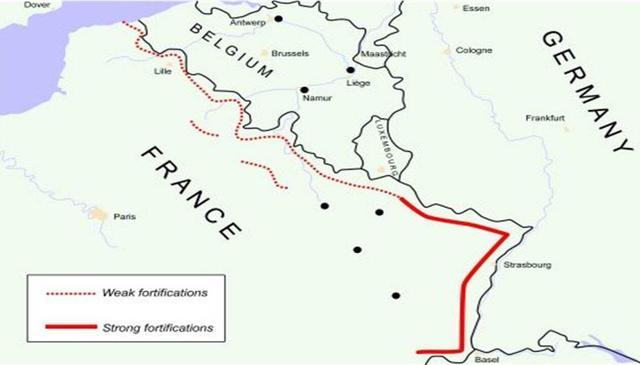 Dover
Essen
Antwerp
BELGIUM
Brussels
Maastricht
Cologne
GERMANY
Lille
Liège
Namur
Frankfurt
LUXEMBOURG
FRANCE
Paris
Strasbourg
Weak fortifications
Strong fortifications
Basel